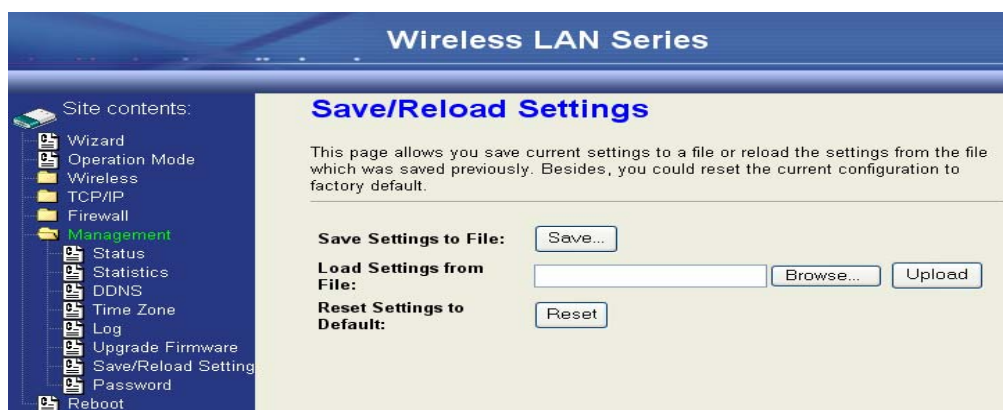 Wireless LAN Series
Site contents:
Wizard
Operation Mode
Wireless
TCP/IP
Firewall
Management
Status
Statistics
DDNS
Time Zone
Log
Upgrade Firmware
Save/Reload Setting
Password
Reboot
Save/Reload Settings
This page allows you save current settings to a file or reload the settings from the file
which was saved previously. Besides, you could reset the current configuration to
factory default.
Save Settings to File: Save...
Load Settings from
File: Browse... Upload
Reset Settings to
Default: Reset